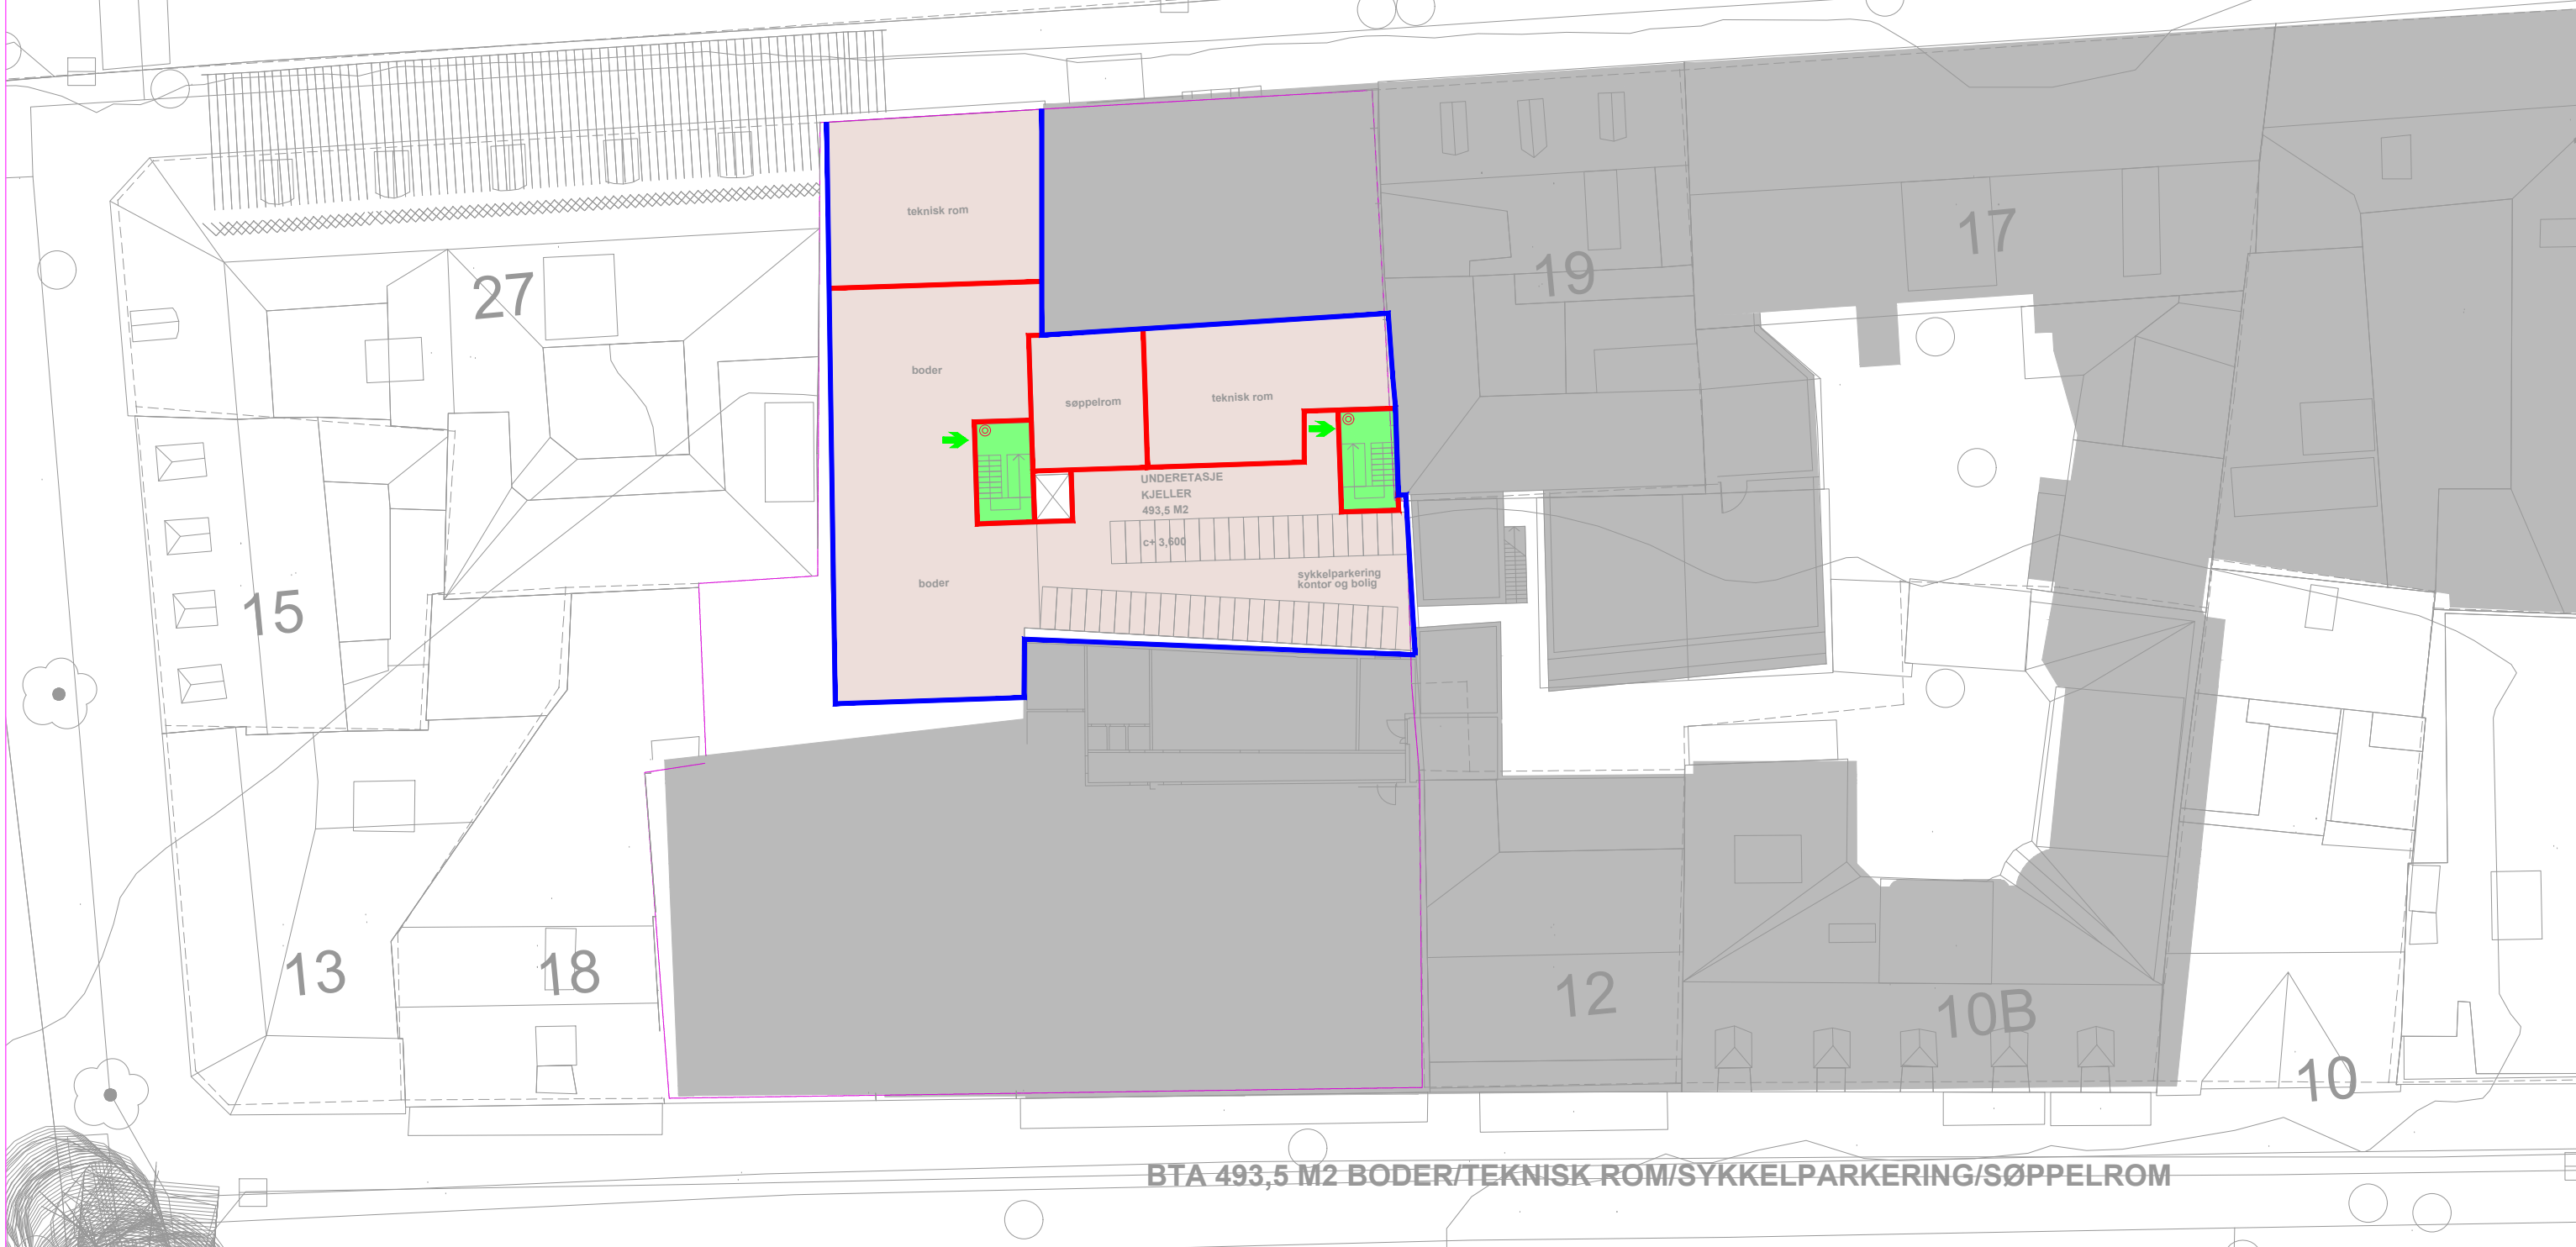 teknisk rom
17
19
27
boder
søppelrom
teknisk rom
UNDERETASJE
KJELLER
493,5 M2
c+ 3,600
sykkelparkering
kontor og bolig
boder
15
13
18
12
10B
10
BTA 493,5 M2 BODER/TEKNISK ROM/SYKKELPARKERING/SØPPELROM